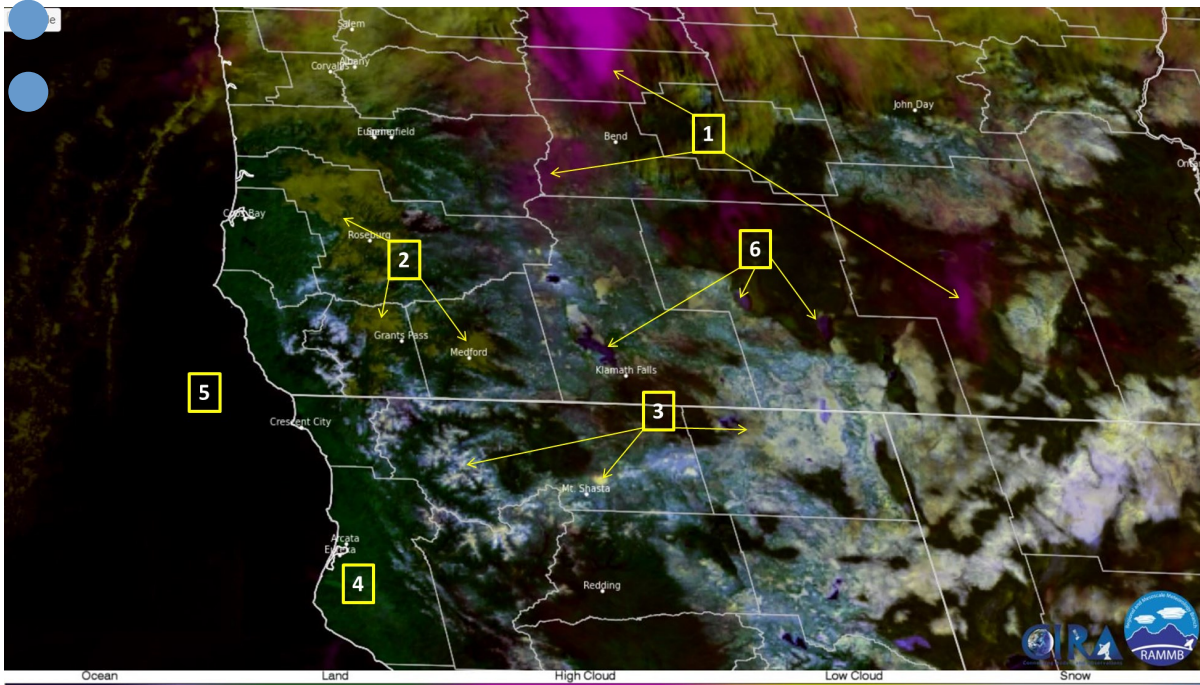 Salem
Albany
Corvallis
John Day
1
Bend
Eugene
Springfield
Coos Bay
Roseburg
2
6
Grants Pass
Medford
5
Klamath Falls
3
Crescent City
Mt. Shasta
Arcata
Eureka
4
Redding
CIRA
RAMMB
Ocean Land High Cloud Low Cloud Snow